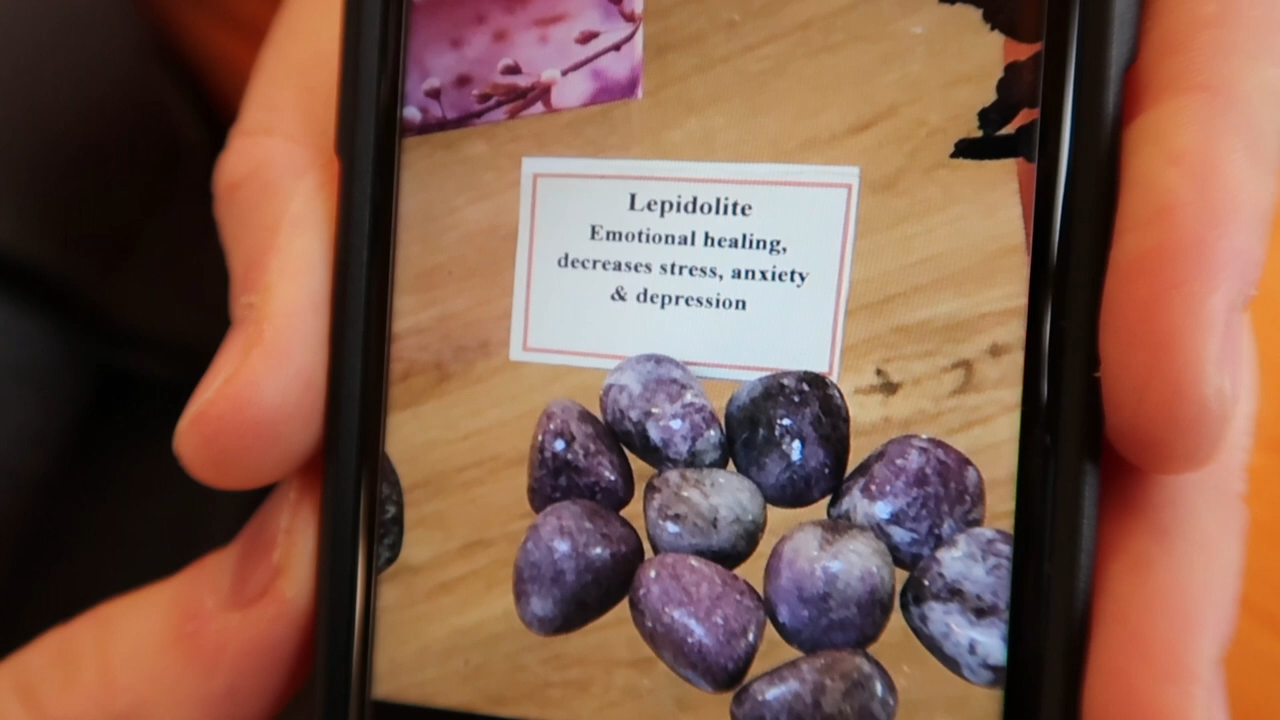 Lepidolite
Emotional healing,
decreases stress, anxiety
& depression